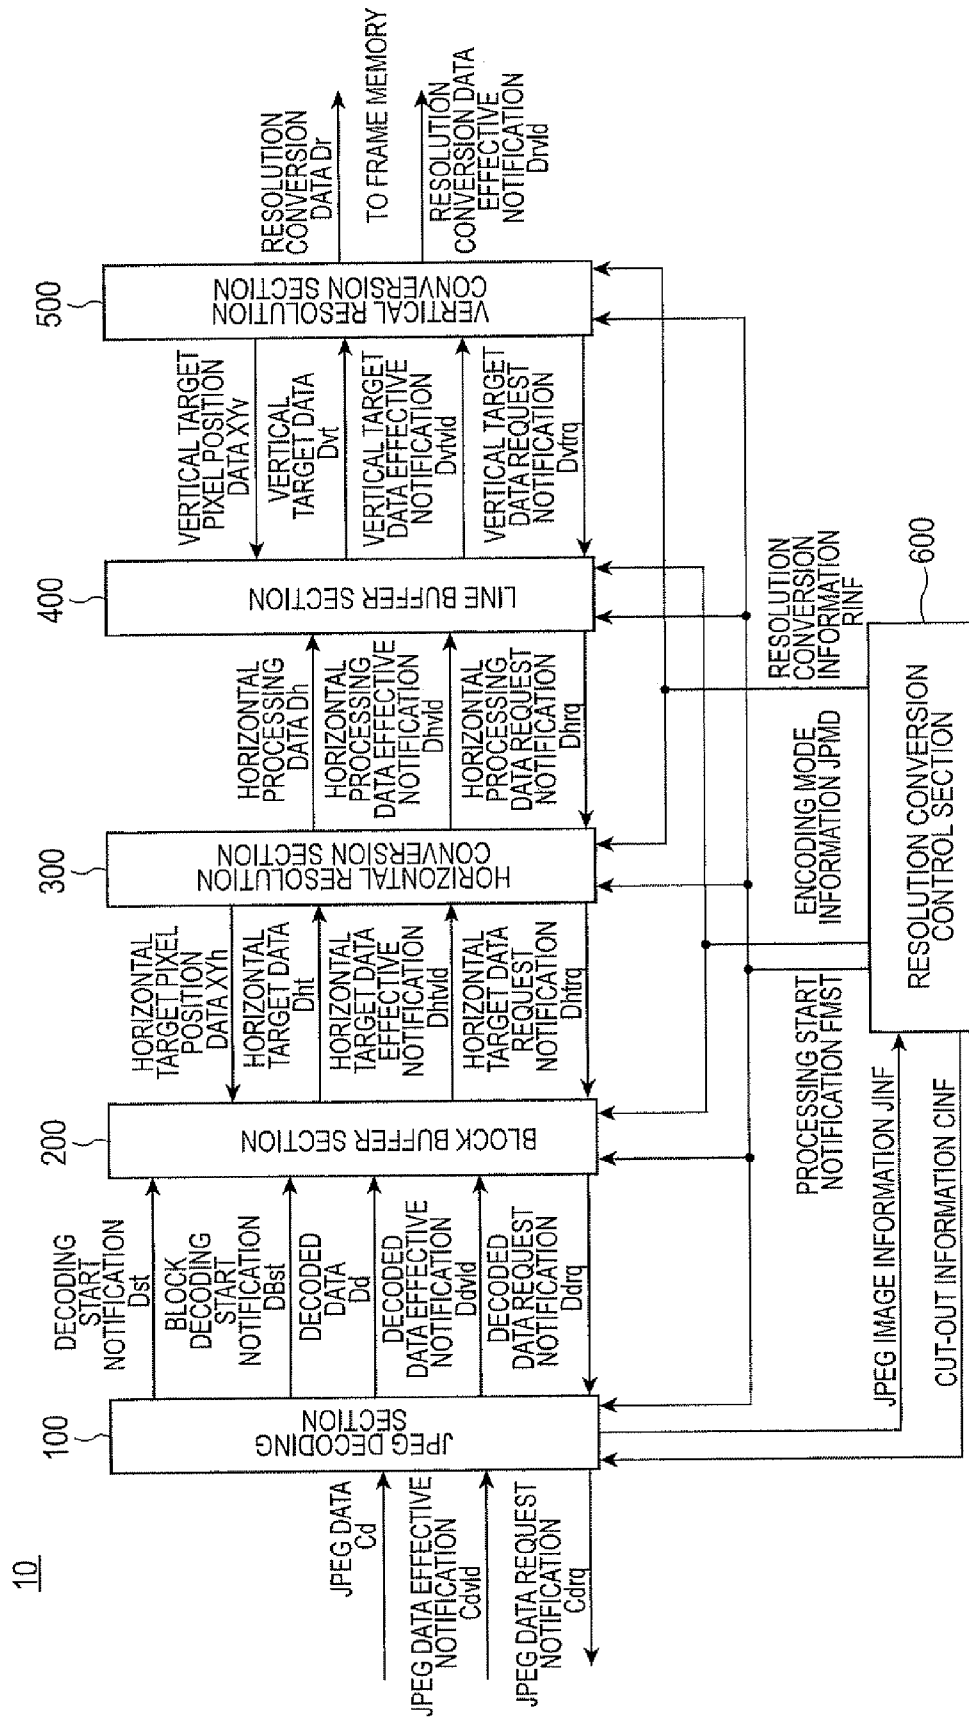 10
JPEG DATA
Cd
JPEG DATA EFFECTIVE
NOTIFICATION
Cdvld
JPEG DATA REQUEST
NOTIFICATION
Cdrq
100
JPEG DECODING
SECTION
DECODING
START
NOTIFICATION
Dst
BLOCK
DECODING
START
NOTIFICATION
DBst
DECODED
DATA
Dd
DECODED
DATA EFFECTIVE
NOTIFICATION
Ddvld
DECODED
DATA REQUEST
NOTIFICATION
Ddrq
200
BLOCK BUFFER SECTION
HORIZONTAL
TARGET PIXEL
POSITION
DATA XYh
HORIZONTAL
TARGET DATA
Dht
HORIZONTAL
TARGET DATA
EFFECTIVE
NOTIFICATION
Dhtvld
HORIZONTAL
TARGET DATA
REQUEST
NOTIFICATION
Dhtrq
300
HORIZONTAL RESOLUTION
CONVERSION SECTION
HORIZONTAL
PROCESSING
DATA Dh
HORIZONTAL
PROCESSING
DATA EFFECTIVE
NOTIFICATION
Dhvld
HORIZONTAL
PROCESSING
DATA REQUEST
NOTIFICATION
Dhrq
400
LINE BUFFER SECTION
VERTICAL TARGET
PIXEL POSITION
DATA XYv
VERTICAL
TARGET DATA
Dvt
VERTICAL TARGET
DATA EFFECTIVE
NOTIFICATION
Dvtvld
VERTICAL TARGET
DATA REQUEST
NOTIFICATION
Dvtrq
500
VERTICAL RESOLUTION
CONVERSION SECTION
RESOLUTION
CONVERSION
DATA Dr
TO FRAME MEMORY
RESOLUTION
CONVERSION DATA
EFFECTIVE
NOTIFICATION
Drvld
JPEG IMAGE INFORMATION JINF
CUT-OUT INFORMATION CINF
PROCESSING START
NOTIFICATION FMST
ENCODING MODE
INFORMATION JPMD
RESOLUTION
CONVERSION
INFORMATION
RINF
600
RESOLUTION CONVERSION
CONTROL SECTION